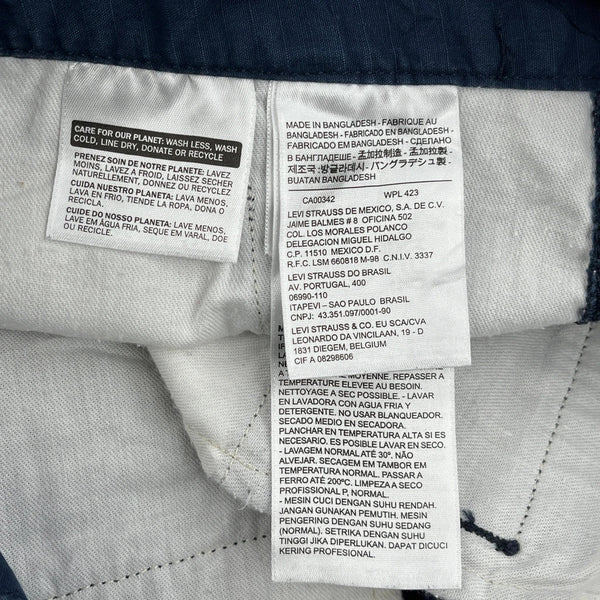 CARE FOR OUR PLANET: WASH LESS, WASH
COLD, LINE DRY, DONATE OR RECYCLE
PRENEZ SOIN DE NOTRE PLANETE: LAVEZ
MOINS, LAVEZ A FROID, LAISSEZ SECHER
NATURELLEMENT, DONNEZ OU RECYCLEZ
CUIDA NUESTRO PLANETA: LAVA MENOS,
LAVA EN FRIO, TIENDE LA ROPA, DONA O
RECICLA.
CUIDE DO NOSSO PLANETA: LAVE MENOS,
LAVE EM ÁGUA FRIA, SEQUE EM VARAL, DOE
OU RECICLE.
MADE IN BANGLADESH - FABRIQUE AU
BANGLADESH - FABRICADO EN BANGLADESH -
FABRICADO EM BANGLADESH - СДЕЛАНО
В БАНГЛАДЕШЕ - 孟加拉制造 - 孟加拉製
제조국 :방글라데시 - バングラデシュ製 -
BUATAN BANGLADESH
CA00342 WPL 423
LEVI STRAUSS DE MEXICO, S.A. DE C.V.
JAIME BALMES # 8 OFICINA 502
COL. LOS MORALES POLANCO
DELEGACION MIGUEL HIDALGO
C.P. 11510 MEXICO D.F.
R.F.C. LSM 660818 M-98 C.N.I.V. 3337
LEVI STRAUSS DO BRASIL
AV. PORTUGAL, 400
06990-110
ITAPEVI – SAO PAULO BRASIL
CNPJ: 43.351.097/0001-90
LEVI STRAUSS & CO. EU SCA/CVA
LEONARDO DA VINCILAAN, 19 - D
1831 DIEGEM, BELGIUM
CIF A 08298606
MOYENNE. REPASSER A
TEMPERATURE ELEVEE AU BESOIN.
NETTOYAGE A SEC POSSIBLE. - LAVAR
EN LAVADORA CON AGUA FRIA Y
DETERGENTE. NO USAR BLANQUEADOR.
SECADO MEDIO EN SECADORA.
PLANCHAR EN TEMPERATURA ALTA SI ES
NECESARIO. ES POSIBLE LAVAR EN SECO.
- LAVAGEM NORMAL ATÉ 30º. NÃO
ALVEJAR. SECAGEM EM TAMBOR EM
TEMPERATURA NORMAL. PASSAR A
FERRO ATÉ 200ºC. LIMPEZA A SECO
PROFISSIONAL P, NORMAL.
- MESIN CUCI DENGAN SUHU RENDAH.
JANGAN GUNAKAN PEMUTIH. MESIN
PENGERING DENGAN SUHU SEDANG
(NORMAL). SETRIKA DENGAN SUHU
TINGGI JIKA DIPERLUKAN. DAPAT DICUCI
KERING PROFESIONAL.